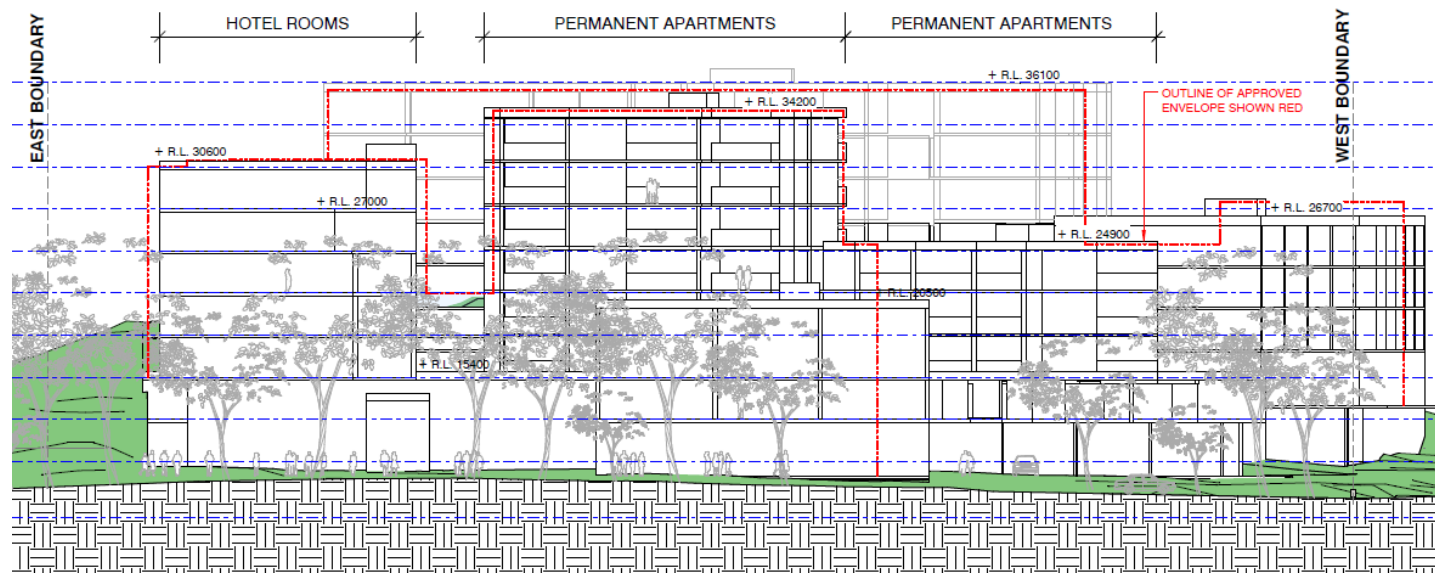 HOTEL ROOMS
PERMANENT APARTMENTS
PERMANENT APARTMENTS
EAST BOUNDARY
WEST BOUNDARY
+ R.L. 36100
OUTLINE OF APPROVED
ENVELOPE SHOWN RED
+ R.L. 34200
+ R.L. 30600
+ R.L. 27000
+ R.L. 26700
+ R.L. 24900
R.L. 20500
+ R.L. 15400